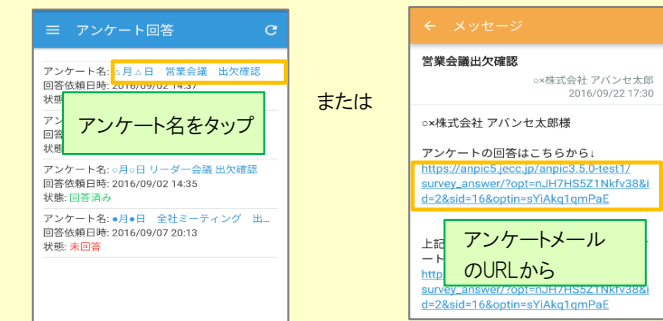 アンケート回答
アンケート名: △月△日 営業会議 出欠確認
回答依頼日時: 2016/09/02 14:37
アンケート名をタップ
アンケート名: ○月○日 リーダー会議 出欠確認
回答依頼日時: 2016/09/02 14:35
状態: 回答済み
アンケート名: ●月●日 全社ミーティング 出...
回答依頼日時: 2016/09/07 20:13
状態: 未回答
または
メッセージ
営業会議出欠確認
○×株式会社 アバンセ太郎
2016/09/22 17:30
○×株式会社 アバンセ太郎様
アンケートの回答はこちらから↓
https://anpic5.jecc.jp/anpic3.5.0-test1/
survey_answer/?opt=nJH7HS5Z1Nkfv38&i
d=2&sid=16&optin=sYiAkq1qmPaE
上記
アンケートメール
のURLから
http
survey_answer/?opt=nJH7HS5Z1Nkfv38&i
d=2&sid=16&optin=sYiAkq1qmPaE